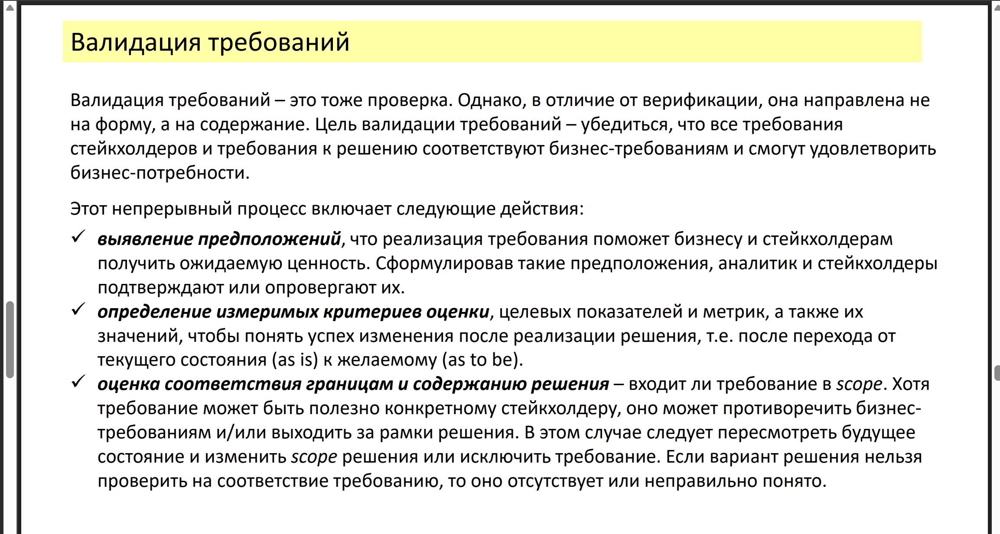 Валидация требований
Валидация требований – это тоже проверка. Однако, в отличие от верификации, она направлена не
на форму, а на содержание. Цель валидации требований – убедиться, что все требования
стейкхолдеров и требования к решению соответствуют бизнес-требованиям и смогут удовлетворить
бизнес-потребности.
Этот непрерывный процесс включает следующие действия:
✓ выявление предположений, что реализация требования поможет бизнесу и стейкхолдерам
получить ожидаемую ценность. Сформулировав такие предположения, аналитик и стейкхолдеры
подтверждают или опровергают их.
✓ определение измеримых критериев оценки, целевых показателей и метрик, а также их
значений, чтобы понять успех изменения после реализации решения, т.е. после перехода от
текущего состояния (as is) к желаемому (as to be).
✓ оценка соответствия границам и содержанию решения – входит ли требование в scope. Хотя
требование может быть полезно конкретному стейкхолдеру, оно может противоречить бизнес-
требованиям и/или выходить за рамки решения. В этом случае следует пересмотреть будущее
состояние и изменить scope решения или исключить требование. Если вариант решения нельзя
проверить на соответствие требованию, то оно отсутствует или неправильно понято.